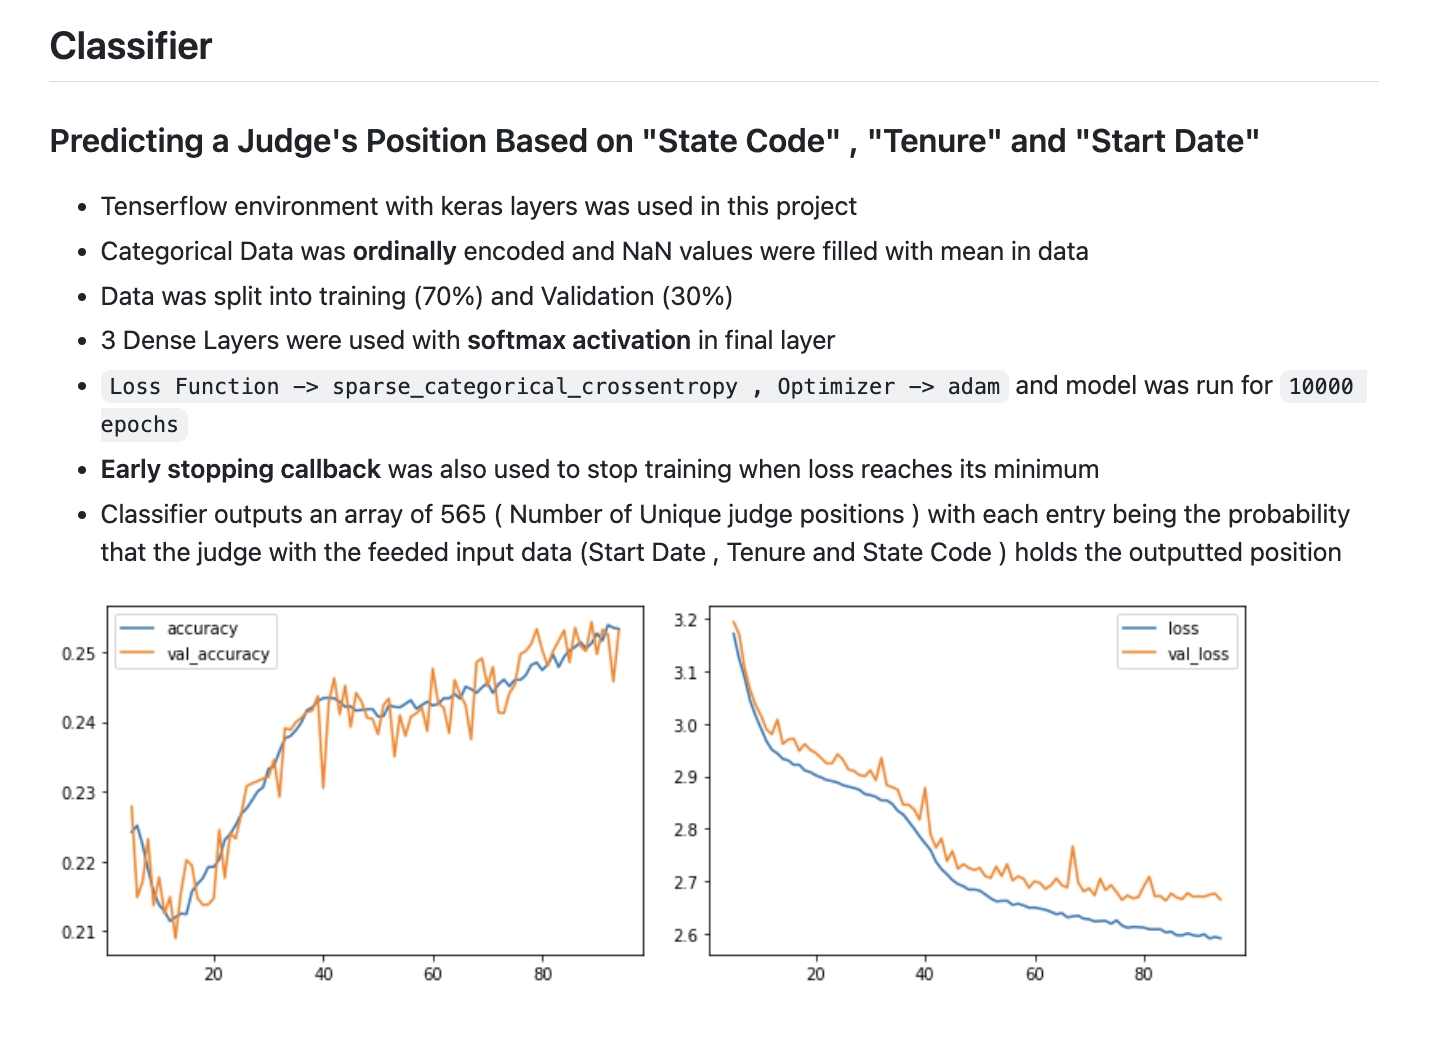 Classifier
Predicting a Judge's Position Based on "State Code" , "Tenure" and "Start Date"
Tenserflow environment with keras layers was used in this project
Categorical Data was ordinally encoded and NaN values were filled with mean in data
Data was split into training (70%) and Validation (30%)
3 Dense Layers were used with softmax activation in final layer
Loss Function -> sparse_categorical_crossentropy , Optimizer -> adam and model was run for 10000
epochs
Early stopping callback was also used to stop training when loss reaches its minimum
Classifier outputs an array of 565 ( Number of Unique judge positions ) with each entry being the probability
that the judge with the feeded input data (Start Date , Tenure and State Code ) holds the outputted position
accuracy
val_accuracy
0.25
0.24
0.23
0.22
0.21
20 40 60 80
loss
val_loss
3.2
3.1
3.0
2.9
2.8
2.7
2.6
20 40 60 80